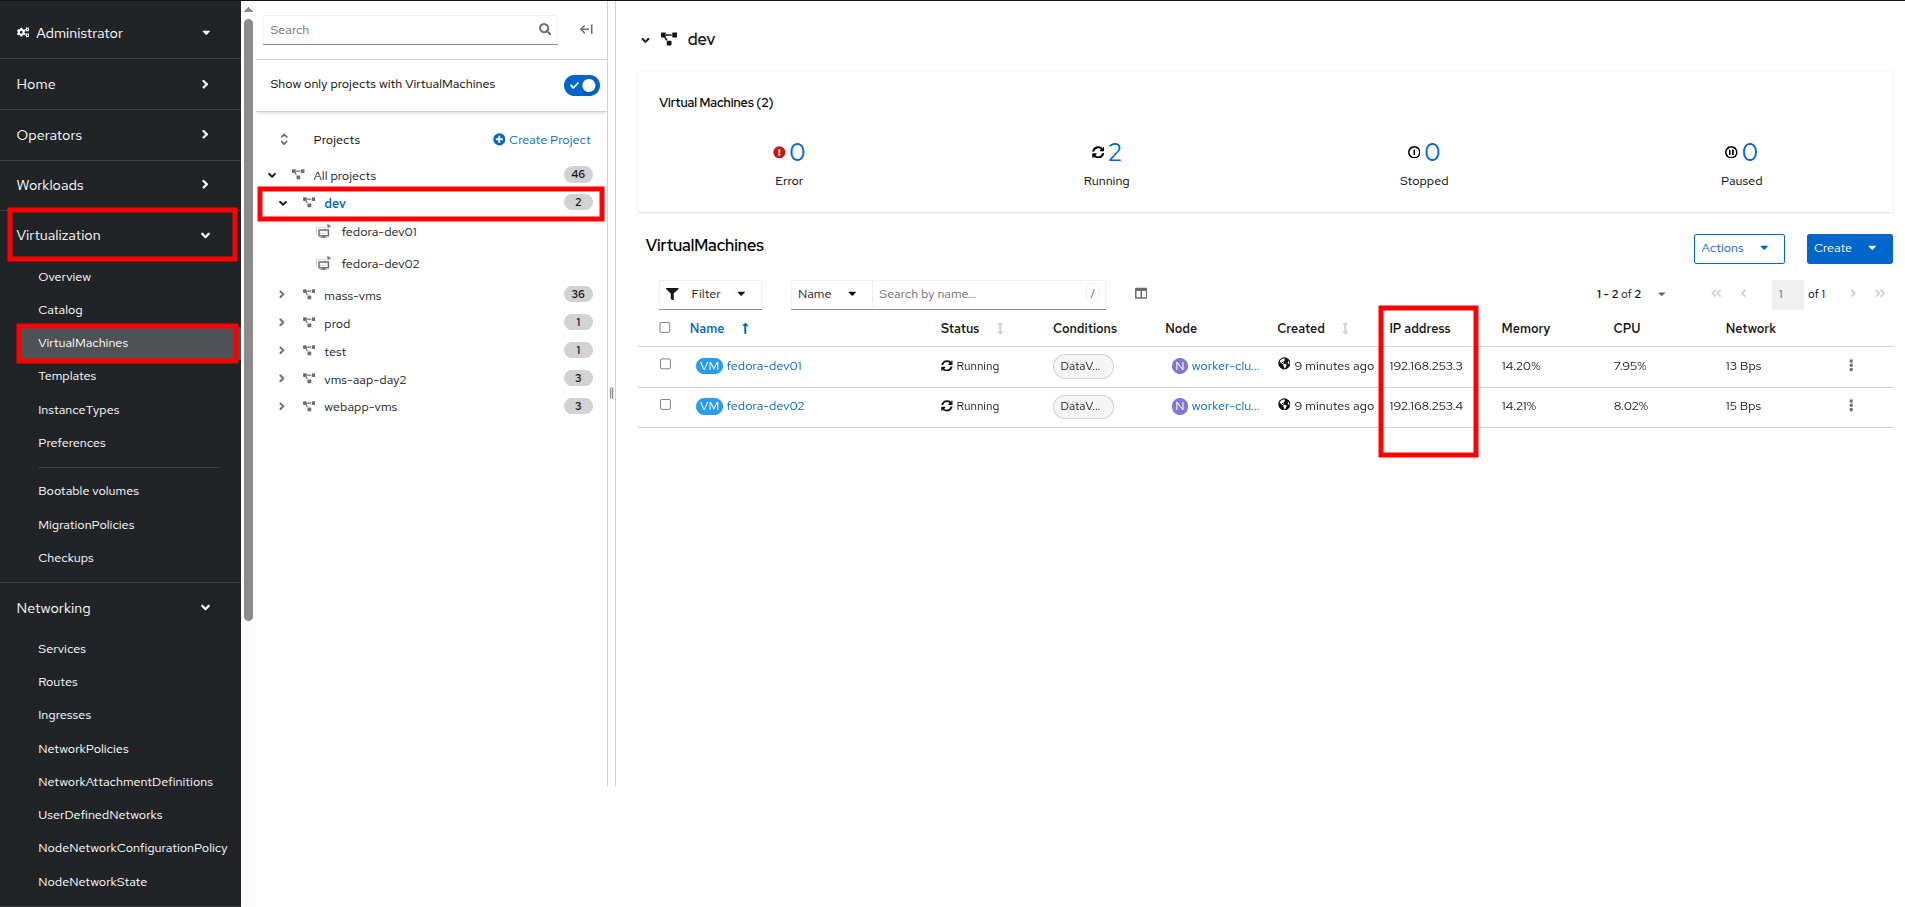 Administrator
Home
Operators
Workloads
Virtualization
Overview
Catalog
VirtualMachines
Templates
InstanceTypes
Preferences
Bootable volumes
MigrationPolicies
Checkups
Networking
Services
Routes
Ingresses
NetworkPolicies
NetworkAttachmentDefinitions
UserDefinedNetworks
NodeNetworkConfigurationPolicy
NodeNetworkState
Search
Show only projects with VirtualMachines
Projects Create Project
All projects 46
dev 2
fedora-dev01
fedora-dev02
mass-vms 36
prod 1
test 1
vms-aap-day2 3
webapp-vms 3
dev
Virtual Machines (2)
0 2 0 0
Error Running Stopped Paused
VirtualMachines Actions Create
Filter Name Search by name... / 1 - 2 of 2 1 of 1
Name Status Conditions Node Created IP address Memory CPU Network
VM fedora-dev01 Running DataV... N worker-clu... 9 minutes ago 192.168.253.3 14.20% 7.95% 13 Bps
VM fedora-dev02 Running DataV... N worker-clu... 9 minutes ago 192.168.253.4 14.21% 8.02% 15 Bps